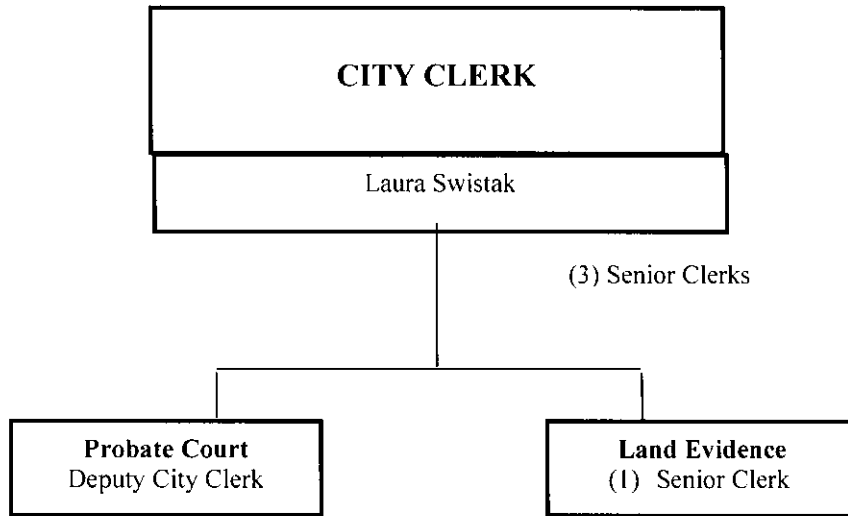 CITY CLERK
Laura Swistak
(3) Senior Clerks
Probate Court
Deputy City Clerk
Land Evidence
(1) Senior Clerk